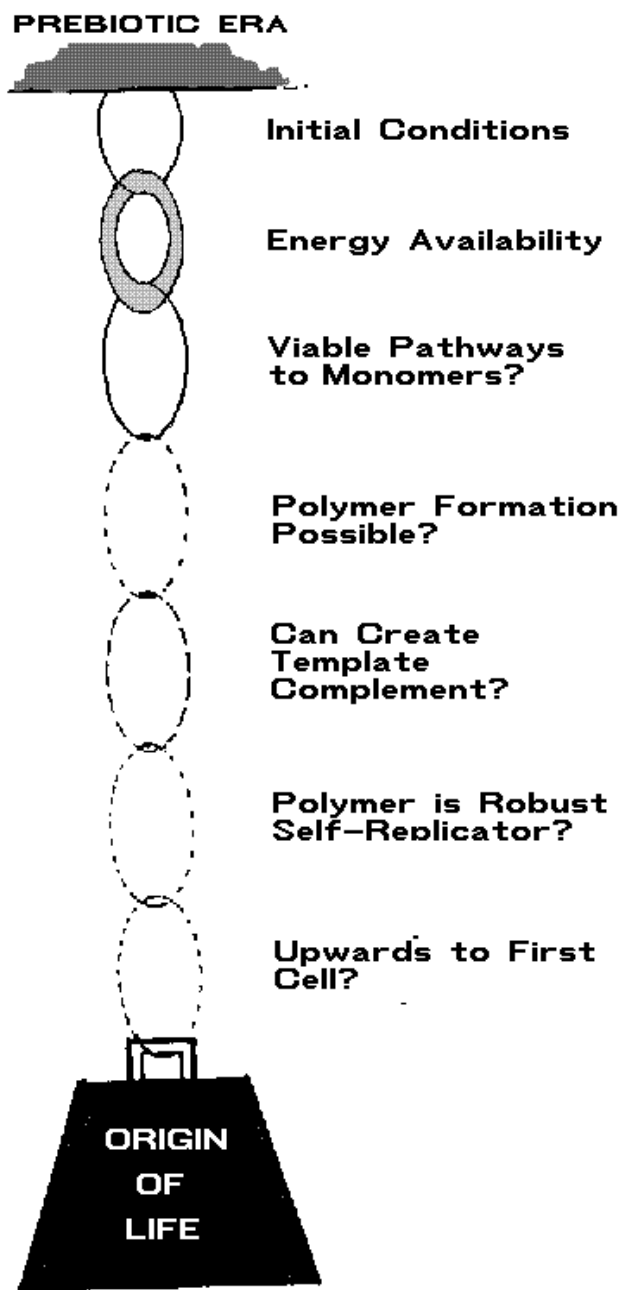 PREBIOTIC ERA
Initial Conditions
Energy Availability
Viable Pathways
to Monomers?
Polymer Formation
Possible?
Can Create
Template
Complement?
Polymer is Robust
Self-Replicator?
Upwards to First
Cell?
ORIGIN
OF
LIFE